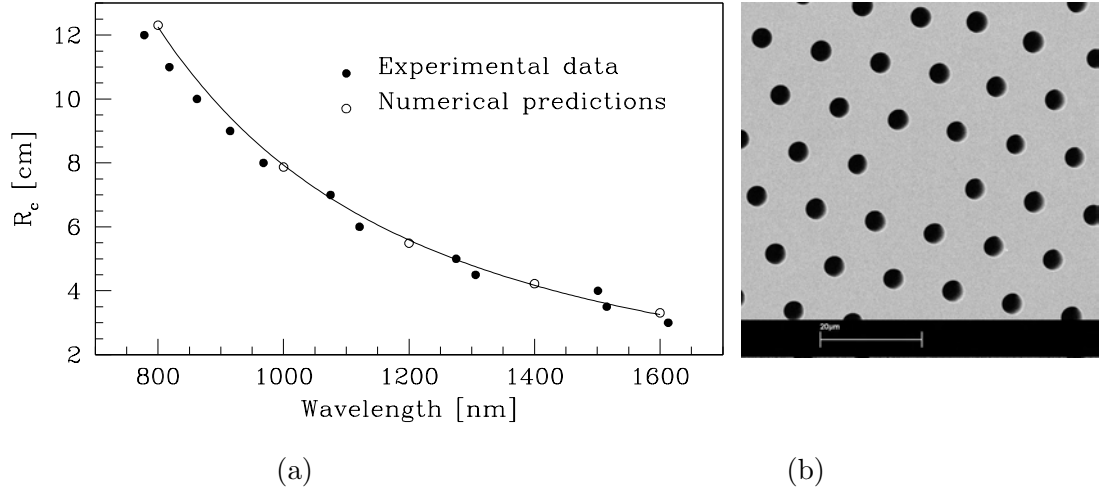 12
10
8
6
4
2
R_c [cm]
Experimental data
Numerical predictions
800 1000 1200 1400 1600
Wavelength [nm]
20µm
(a) (b)